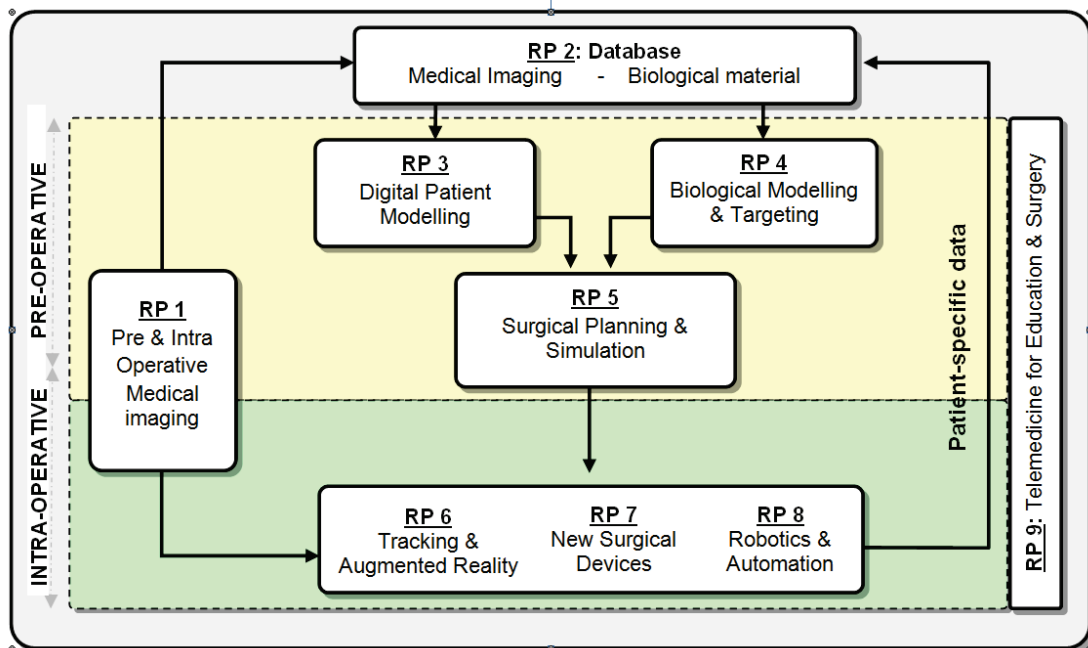 RP 2: Database
Medical Imaging - Biological material
PRE-OPERATIVE
INTRA-OPERATIVE
RP 3
Digital Patient
Modelling
RP 4
Biological Modelling
& Targeting
RP 1
Pre & Intra
Operative
Medical
imaging
RP 5
Surgical Planning &
Simulation
RP 6
Tracking &
Augmented Reality
RP 7
New Surgical
Devices
RP 8
Robotics &
Automation
Patient-specific data
RP 9: Telemedicine for Education & Surgery